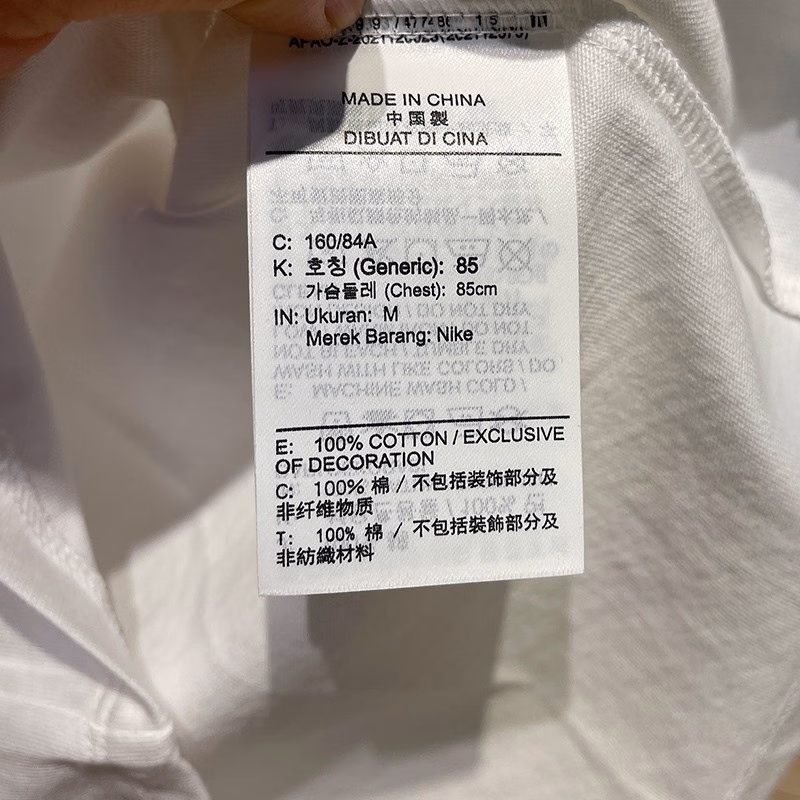 MADE IN CHINA
中国製
DIBUAT DI CINA
C: 160/84A
K: 호칭 (Generic): 85
가슴둘레 (Chest): 85cm
IN: Ukuran: M
Merek Barang: Nike
E: 100% COTTON / EXCLUSIVE
OF DECORATION
C: 100% 棉 / 不包括装饰部分及
非纤维物质
T: 100% 棉 / 不包括裝飾部分及
非紡織材料